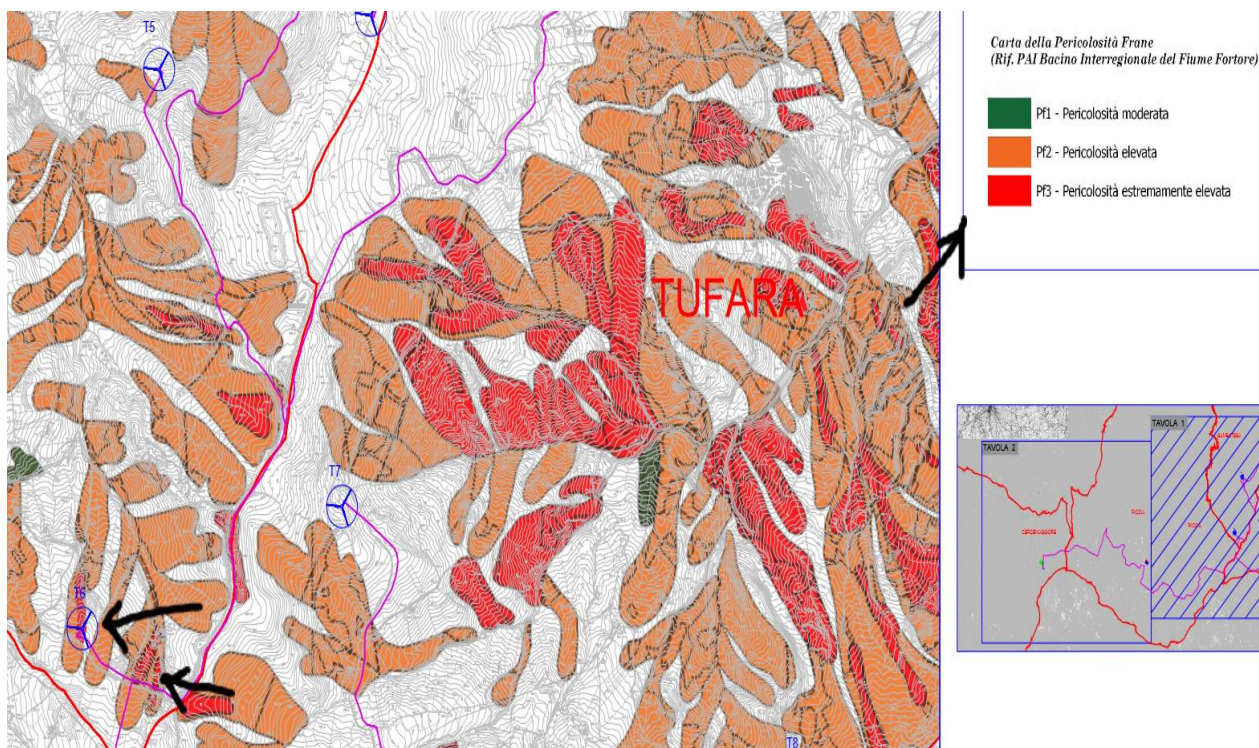 T5
Carta della Pericolosità Frane
(Rif. PAI Bacino Interregionale del Fiume Fortore)
Pf1 - Pericolosità moderata
Pf2 - Pericolosità elevata
Pf3 - Pericolosità estremamente elevata
TUFARA
T7
T6
T8
TAVOLA 1
TAVOLA 2